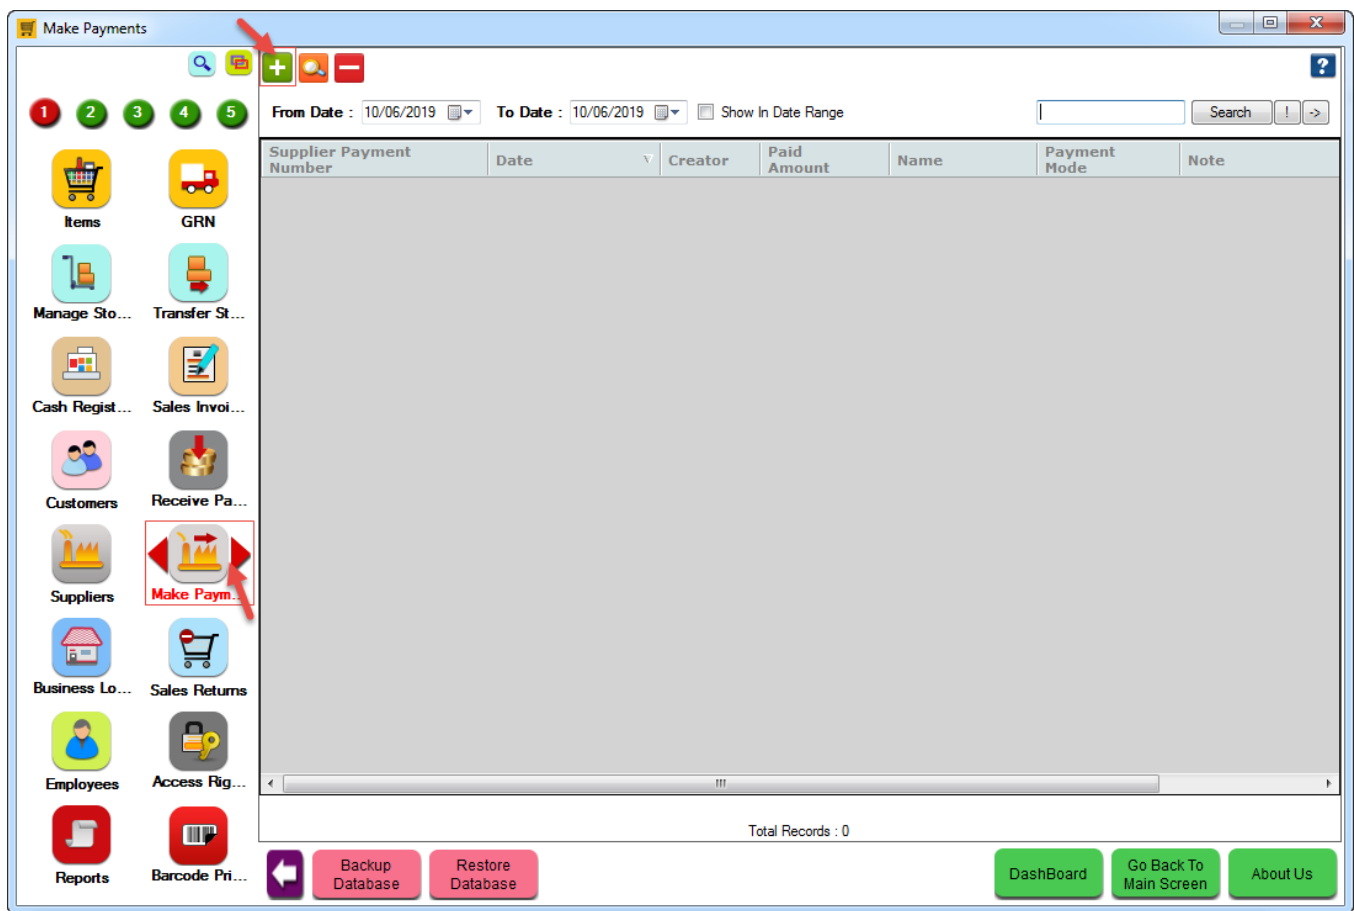 Make Payments
1 2 3 4 5
From Date : 10/06/2019 To Date : 10/06/2019 Show In Date Range Search ! ->
Supplier Payment Number Date Creator Paid Amount Name Payment Mode Note
Items GRN
Manage Sto... Transfer St...
Cash Regist... Sales Invoi...
Customers Receive Pa...
Suppliers Make Paym...
Business Lo... Sales Returns
Employees Access Rig...
Reports Barcode Pri...
Total Records : 0
Backup Database Restore Database DashBoard Go Back To Main Screen About Us